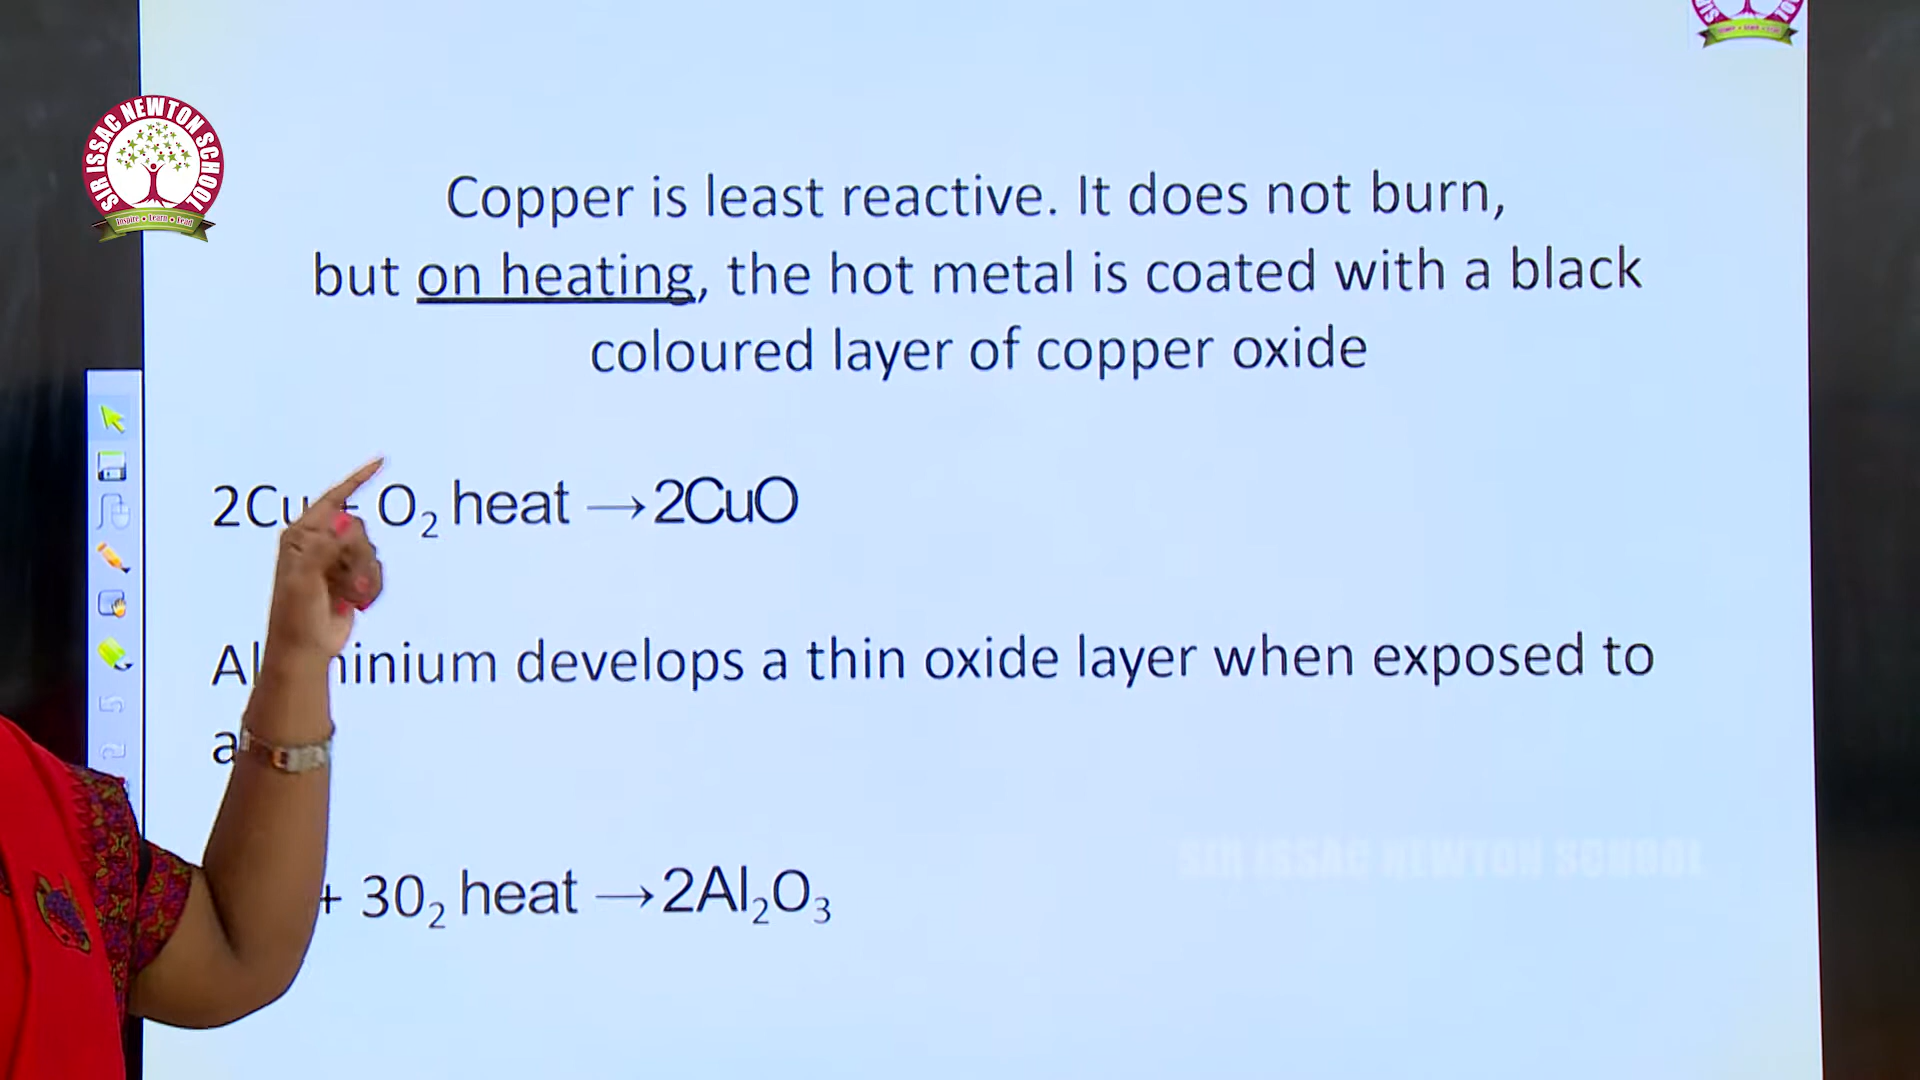 SIR ISSAC NEWTON SCHOOL
Inspire • Learn • Lead
Copper is least reactive. It does not burn,
but on heating, the hot metal is coated with a black
coloured layer of copper oxide
2Cu + O₂ heat →2CuO
develops a thin oxide layer when exposed to
+ 3O₂ heat →2Al₂O₃
SIR ISSAC NEWTON SCHOOL